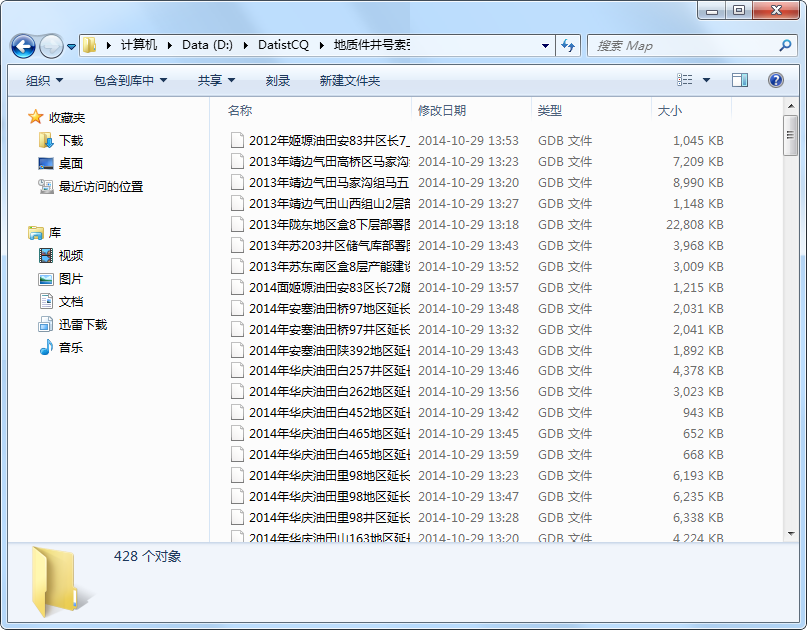 计算机 Data (D:) DatistCQ 地质件井号索引
搜索 Map
组织 包含到库中 共享 刻录 新建文件夹
名称 修改日期 类型 大小
收藏夹
下载
桌面
最近访问的位置
库
视频
图片
文档
迅雷下载
音乐
2012年姬塬油田安83井区长7_ 2014-10-29 13:53 GDB 文件 1,045 KB
2013年靖边气田高桥区马家沟 2014-10-29 13:23 GDB 文件 7,209 KB
2013年靖边气田马家沟组马五 2014-10-29 13:20 GDB 文件 8,990 KB
2013年靖边气田山西组山2层部 2014-10-29 13:27 GDB 文件 1,148 KB
2013年陇东地区盒8下层部署图 2014-10-29 13:18 GDB 文件 22,808 KB
2013年苏203井区储气库部署图 2014-10-29 13:43 GDB 文件 3,968 KB
2013年苏东南区盒8层产能建设 2014-10-29 13:52 GDB 文件 3,009 KB
2014面姬塬油田安83区长72随 2014-10-29 13:57 GDB 文件 1,215 KB
2014年安塞油田桥97地区延长 2014-10-29 13:48 GDB 文件 2,031 KB
2014年安塞油田桥97井区延长 2014-10-29 13:32 GDB 文件 2,041 KB
2014年安塞油田陕392地区延长 2014-10-29 13:43 GDB 文件 1,892 KB
2014年华庆油田白257井区延长 2014-10-29 13:46 GDB 文件 4,378 KB
2014年华庆油田白262地区延长 2014-10-29 13:56 GDB 文件 3,023 KB
2014年华庆油田白452地区延长 2014-10-29 13:42 GDB 文件 943 KB
2014年华庆油田白465地区延长 2014-10-29 13:45 GDB 文件 652 KB
2014年华庆油田白465地区延长 2014-10-29 13:59 GDB 文件 668 KB
2014年华庆油田里98地区延长 2014-10-29 13:23 GDB 文件 6,193 KB
2014年华庆油田里98地区延长 2014-10-29 13:47 GDB 文件 6,235 KB
2014年华庆油田里98井区延长 2014-10-29 13:28 GDB 文件 6,338 KB
2014年华庆油田山163地区延长 2014-10-29 13:20 GDB 文件 4,224 KB
428 个对象